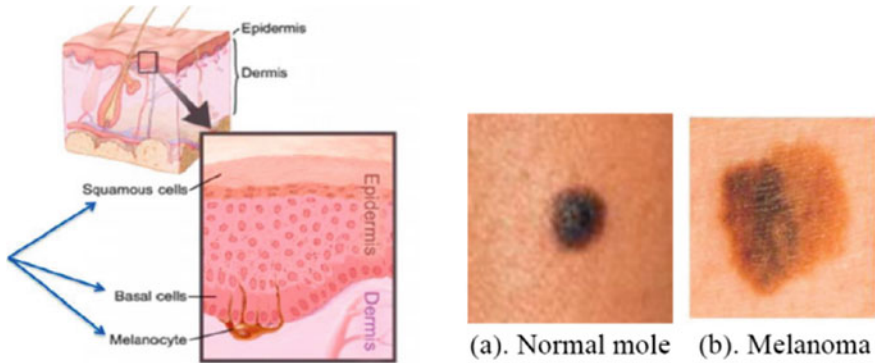 Epidermis
Dermis
Squamous cells
Epidermis
Basal cells
Dermis
Melanocyte
(a). Normal mole
(b). Melanoma